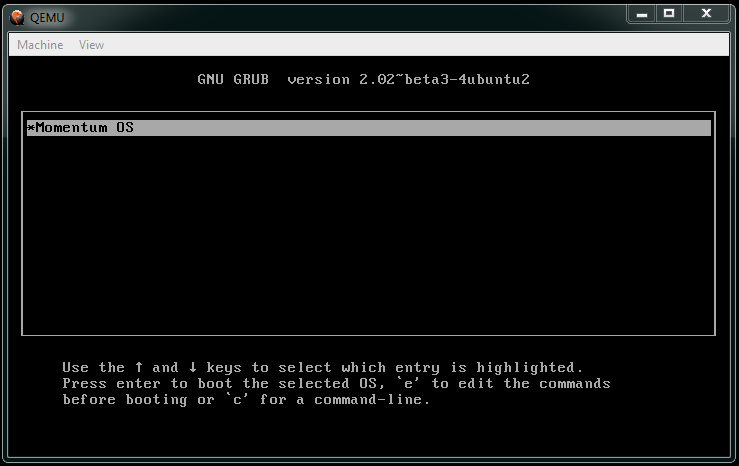 QEMU
Machine View
GNU GRUB version 2.02~beta3-4ubuntu2
*Momentum OS
Use the ↑ and ↓ keys to select which entry is highlighted.
Press enter to boot the selected OS, `e' to edit the commands
before booting or `c' for a command-line.